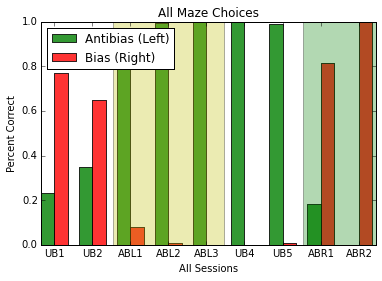 All Maze Choices
Antibias (Left)
Bias (Right)
Percent Correct
1.0
0.8
0.6
0.4
0.2
0.0
UB1 UB2 ABL1 ABL2 ABL3 UB4 UB5 ABR1 ABR2
All Sessions